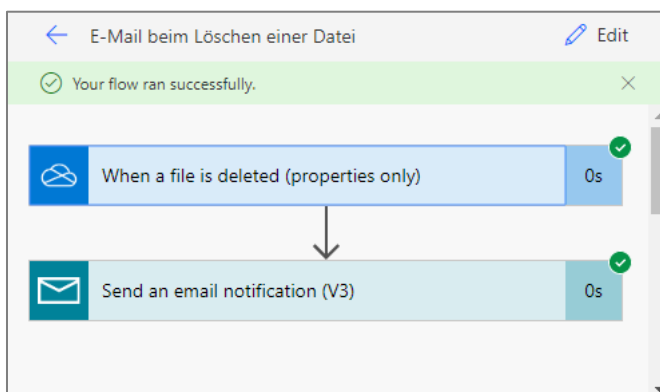 E-Mail beim Löschen einer Datei
Edit
Your flow ran successfully.
When a file is deleted (properties only)
0s
Send an email notification (V3)
0s